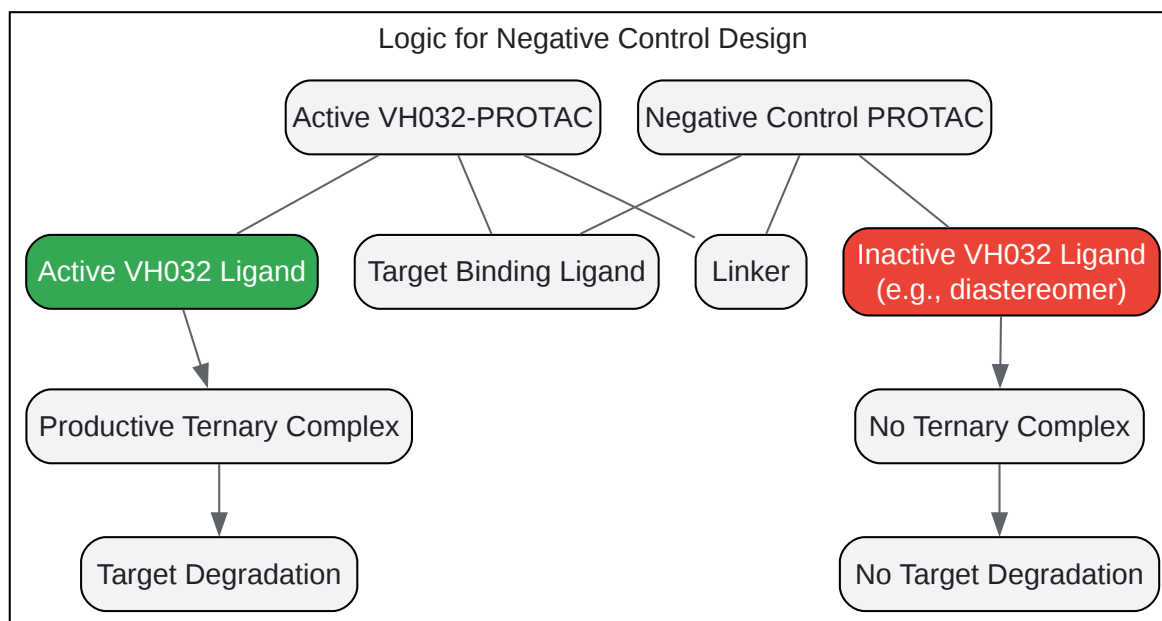 Logic for Negative Control Design
Active VH032-PROTAC
Negative Control PROTAC
Active VH032 Ligand
Target Binding Ligand
Linker
Inactive VH032 Ligand
(e.g., diastereomer)
Productive Ternary Complex
No Ternary Complex
Target Degradation
No Target Degradation